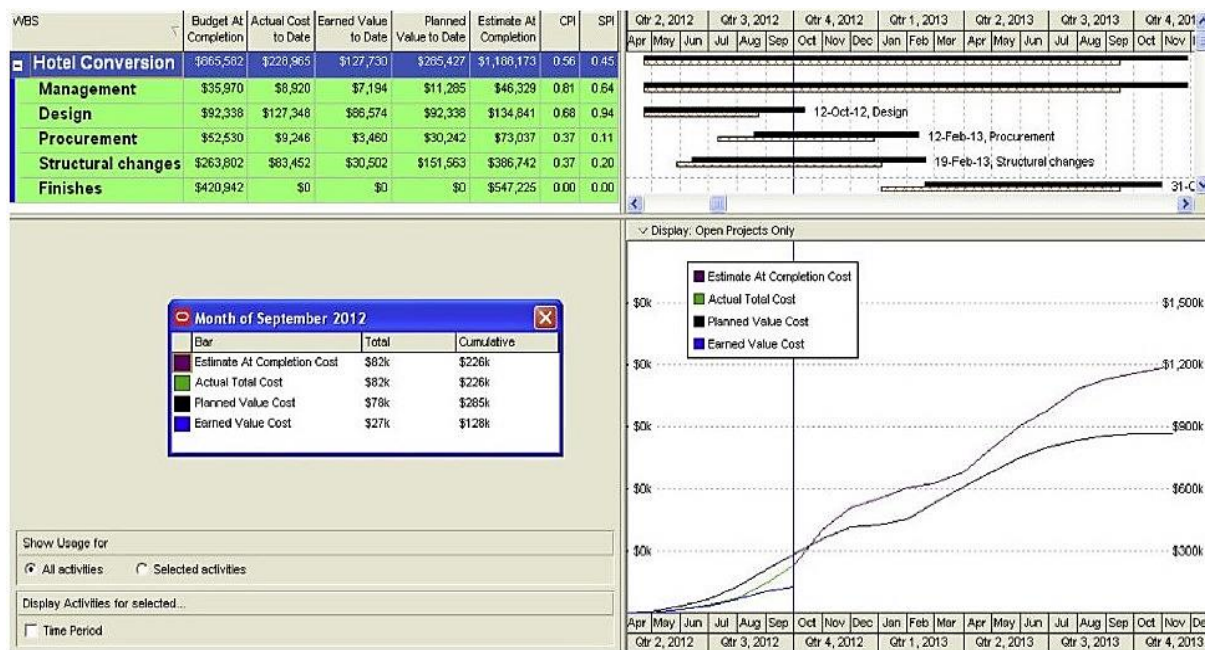 WBS Budget At Completion Actual Cost to Date Earned Value to Date Planned Value to Date Estimate At Completion CPI SPI
Hotel Conversion $865,582 $228,965 $127,730 $285,427 $1,188,173 0.56 0.45
Management $35,970 $8,920 $7,194 $11,285 $46,329 0.81 0.64
Design $92,338 $127,348 $86,574 $92,338 $134,841 0.68 0.94
Procurement $52,530 $9,246 $3,460 $30,242 $73,037 0.37 0.11
Structural changes $263,802 $83,452 $30,502 $151,563 $386,742 0.37 0.20
Finishes $420,942 $0 $0 $0 $547,225 0.00 0.00
Qtr 2, 2012 Qtr 3, 2012 Qtr 4, 2012 Qtr 1, 2013 Qtr 2, 2013 Qtr 3, 2013 Qtr 4, 201
Apr May Jun Jul Aug Sep Oct Nov Dec Jan Feb Mar Apr May Jun Jul Aug Sep Oct Nov
12-Oct-12, Design
12-Feb-13, Procurement
19-Feb-13, Structural changes
31-O
Month of September 2012
Bar Total Cumulative
Estimate At Completion Cost $82k $226k
Actual Total Cost $82k $226k
Planned Value Cost $78k $285k
Earned Value Cost $27k $128k
Show Usage for
All activities Selected activities
Display Activities for selected...
Time Period
Display: Open Projects Only
Estimate At Completion Cost
Actual Total Cost
Planned Value Cost
Earned Value Cost
$0k $1,500k
$0k $1,200k
$0k $900k
$0k $600k
$0k $300k
Apr May Jun Jul Aug Sep Oct Nov Dec Jan Feb Mar Apr May Jun Jul Aug Sep Oct Nov De
Qtr 2, 2012 Qtr 3, 2012 Qtr 4, 2012 Qtr 1, 2013 Qtr 2, 2013 Qtr 3, 2013 Qtr 4, 2013